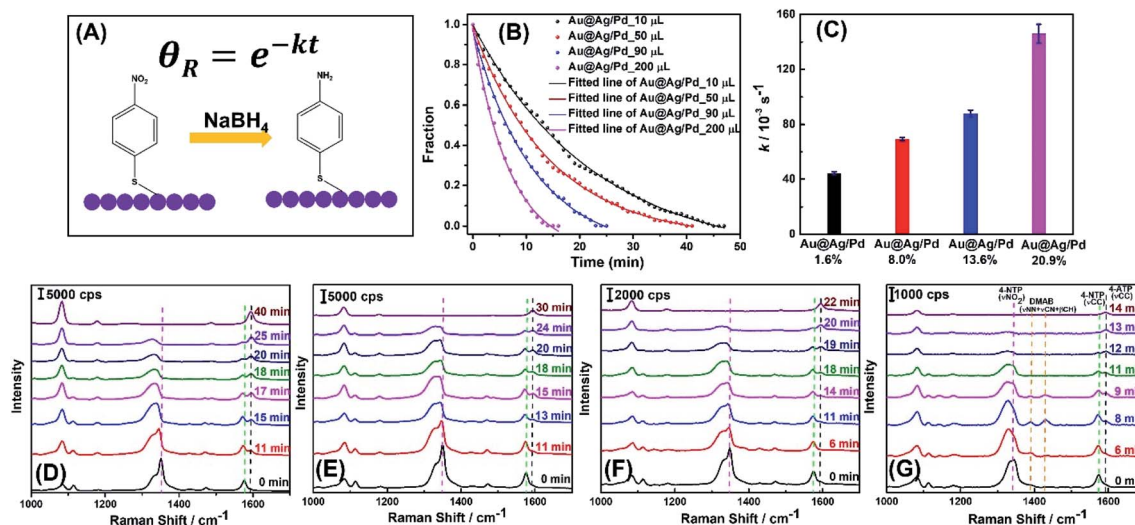 (A)
θ_R = e^{-kt}
NO₂
NH₂
NaBH₄
S
S
(B)
Au@Ag/Pd_10 μL
Au@Ag/Pd_50 μL
Au@Ag/Pd_90 μL
Au@Ag/Pd_200 μL
Fitted line of Au@Ag/Pd_10 μL
Fitted line of Au@Ag/Pd_50 μL
Fitted line of Au@Ag/Pd_90 μL
Fitted line of Au@Ag/Pd_200 μL
Fraction
1.0
0.8
0.6
0.4
0.2
0.0
0 10 20 30 40 50
Time (min)
(C)
k / 10⁻³ s⁻¹
160
120
80
40
0
Au@Ag/Pd Au@Ag/Pd Au@Ag/Pd Au@Ag/Pd
1.6% 8.0% 13.6% 20.9%
5000 cps
40 min
25 min
20 min
18 min
17 min
15 min
11 min
0 min
(D)
Intensity
1000 1200 1400 1600
Raman Shift / cm⁻¹
5000 cps
30 min
24 min
20 min
18 min
15 min
13 min
11 min
0 min
(E)
Intensity
1000 1200 1400 1600
Raman Shift / cm⁻¹
2000 cps
22 min
20 min
19 min
18 min
14 min
11 min
6 min
0 min
(F)
Intensity
1000 1200 1400 1600
Raman Shift / cm⁻¹
1000 cps
4-NTP
(νNO₂)
DMAB
(νNN+νCN+βCH)
4-NTP
(νCC)
4-ATP
(νCC)
14 m
13 m
12 m
11 m
9 m
8 m
6 m
0 m
(G)
Intensity
1000 1200 1400 1600
Raman Shift / cm⁻¹